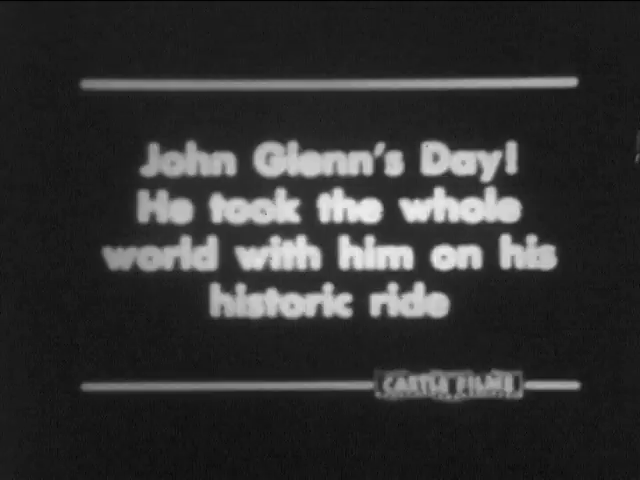 John Glenn's Day!
He took the whole
world with him on his
historic ride
CASTLE FILMS